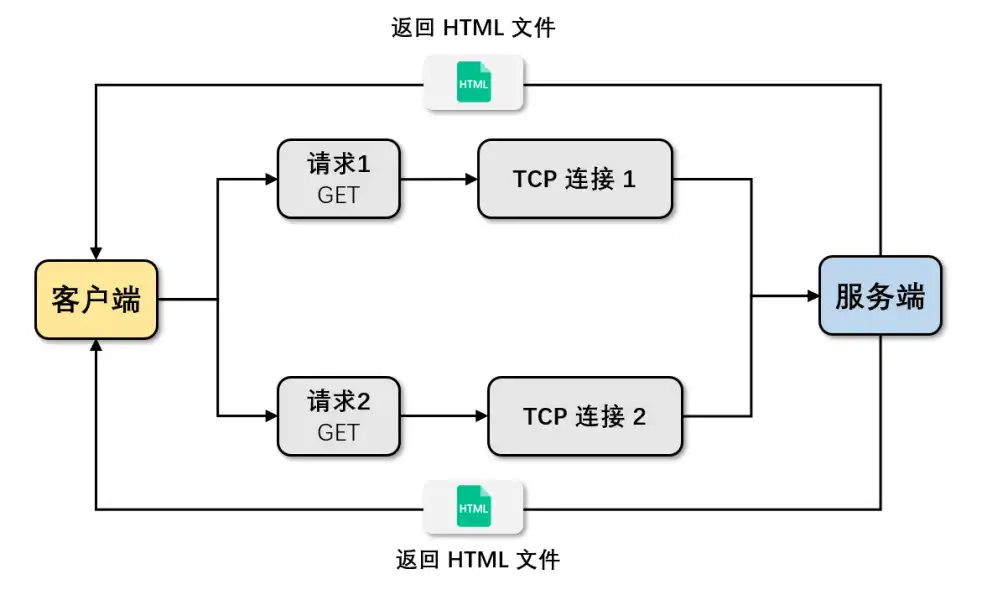 返回 HTML 文件
HTML
请求1
GET
TCP 连接 1
客户端
服务端
请求2
GET
TCP 连接 2
HTML
返回 HTML 文件